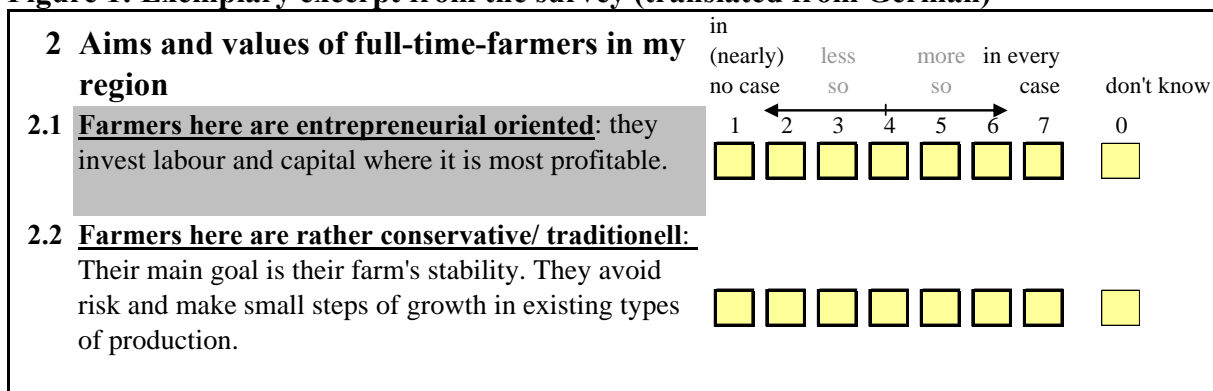 Figure 1: Exemplary excerpt from the survey (translated from German)
2 Aims and values of full-time-farmers in my region
in (nearly) no case
less so
more so
in every case
don't know
2.1 Farmers here are entrepreneurial oriented: they
1 2 3 4 5 6 7 0
invest labour and capital where it is most profitable.
2.2 Farmers here are rather conservative/ traditionell:
Their main goal is their farm's stability. They avoid
risk and make small steps of growth in existing types
of production.